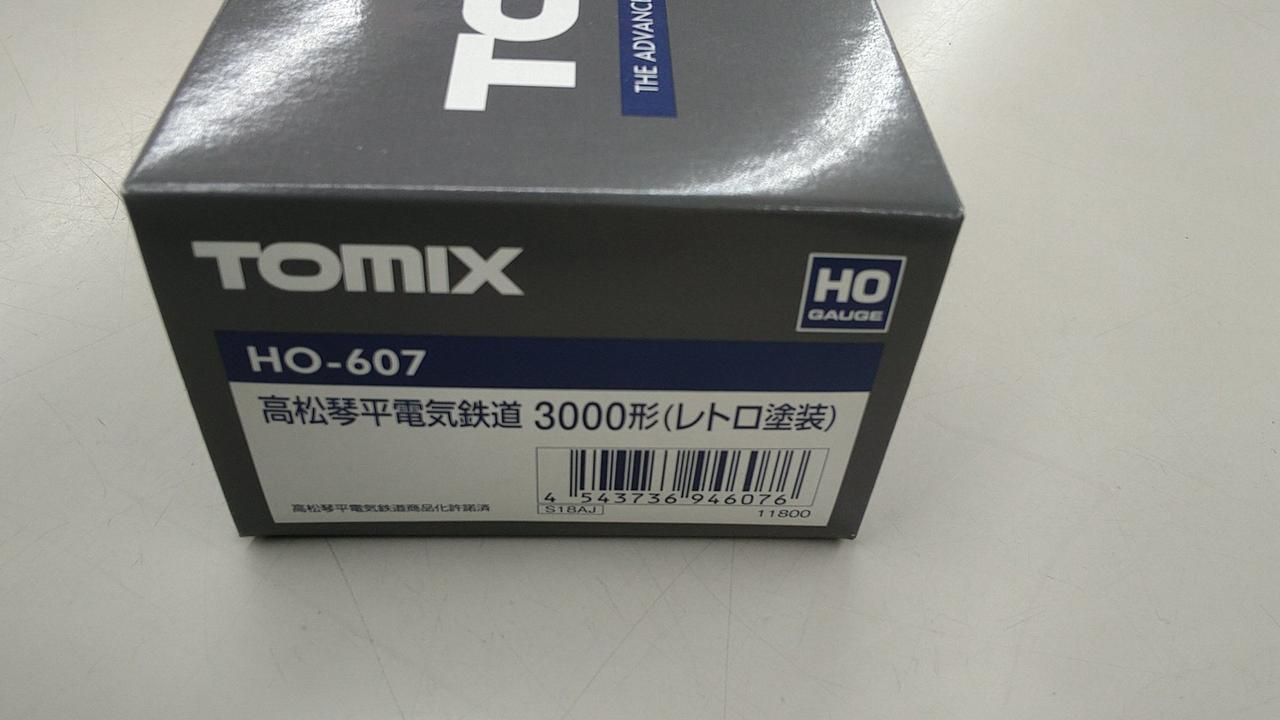 TO
THE ADVANCE
TOMIX
HO
GAUGE
HO-607
高松琴平電気鉄道 3000形(レトロ塗装)
4 543736 946076
S18AJ
11800
高松琴平電気鉄道商品化許諾済